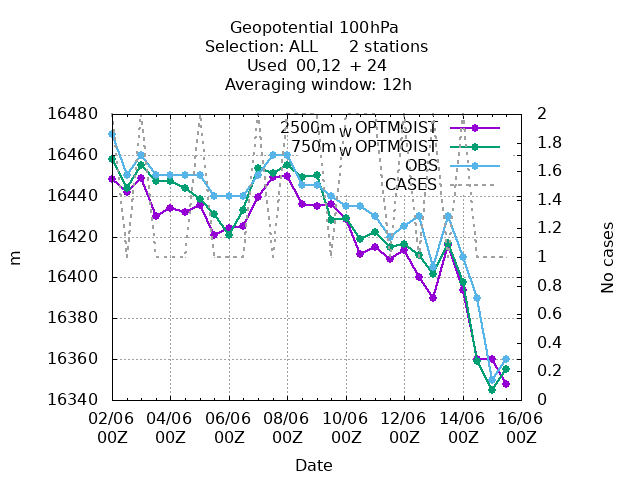 Geopotential 100hPa
Selection: ALL 2 stations
Used 00,12 + 24
Averaging window: 12h
2500m_W OPTMOIST
750m_W OPTMOIST
OBS
CASES
16480
16460
16440
16420
16400
16380
16360
16340
m
2
1.8
1.6
1.4
1.2
1
0.8
0.6
0.4
0.2
0
No cases
02/06 04/06 06/06 08/06 10/06 12/06 14/06 16/06
00Z 00Z 00Z 00Z 00Z 00Z 00Z 00Z
Date